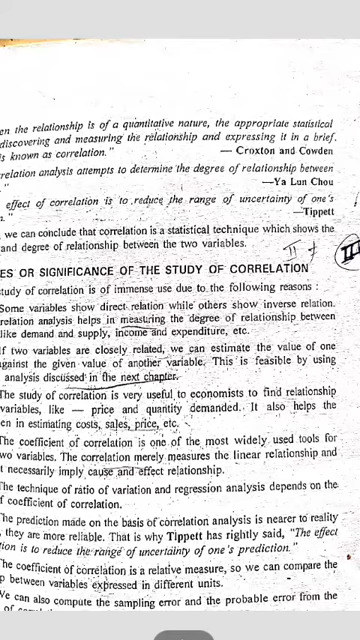 en the relationship is of a quantitative nature, the appropriate statistical
discovering and measuring the relationship and expressing it in a brief.
is known as correlation."
— Croxton and Cowden
relation analysis attempts to determine the degree of relationship between
"
—Ya Lun Chou
effect of correlation is to reduce the range of uncertainty of one's
."
—Tippett
, we can conclude that correlation is a statistical technique which shows the
and degree of relationship between the two variables.
II
III
ES OR SIGNIFICANCE OF THE STUDY OF CORRELATION
study of correlation is of immense use due to the following reasons :
Some variables show direct relation while others show inverse relation.
relation analysis helps in measuring the degree of relationship between
like demand and supply, income and expenditure, etc.
If two variables are closely related, we can estimate the value of one
against the given value of another variable. This is feasible by using
analysis discussed in the next chapter.
The study of correlation is very useful to economists to find relationship
variables, like — price and quantity demanded. It also helps the
en in estimating costs, sales, price, etc.
The coefficient of correlation is one of the most widely used tools for
wo variables. The correlation merely measures the linear relationship and
t necessarily imply cause and effect relationship.
The technique of ratio of variation and regression analysis depends on the
f coefficient of correlation.
The prediction made on the basis of correlation analysis is nearer to reality
, they are more reliable. That is why Tippett has rightly said, "The effect
tion is to reduce the range of uncertainty of one's prediction."
The coefficient of correlation is a relative measure, so we can compare the
p between variables expressed in different units.
We can also compute the sampling error and the probable error from the
of